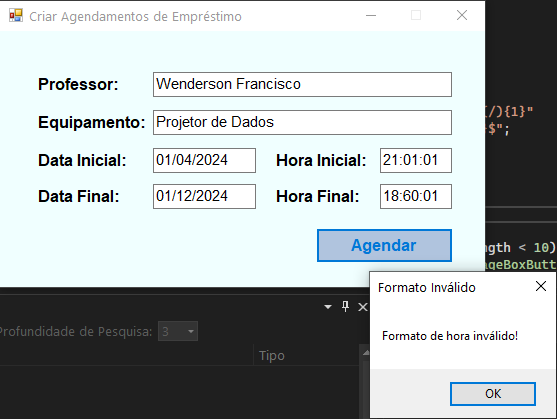 Criar Agendamentos de Empréstimo
Professor: Wenderson Francisco
Equipamento: Projetor de Dados
Data Inicial: 01/04/2024 Hora Inicial: 21:01:01
Data Final: 01/12/2024 Hora Final: 18:60:01
Agendar
(/){1}"
$";
ngth < 10)
ageBoxButt
Formato Inválido
Formato de hora inválido!
OK
Profundidade de Pesquisa: 3
Tipo